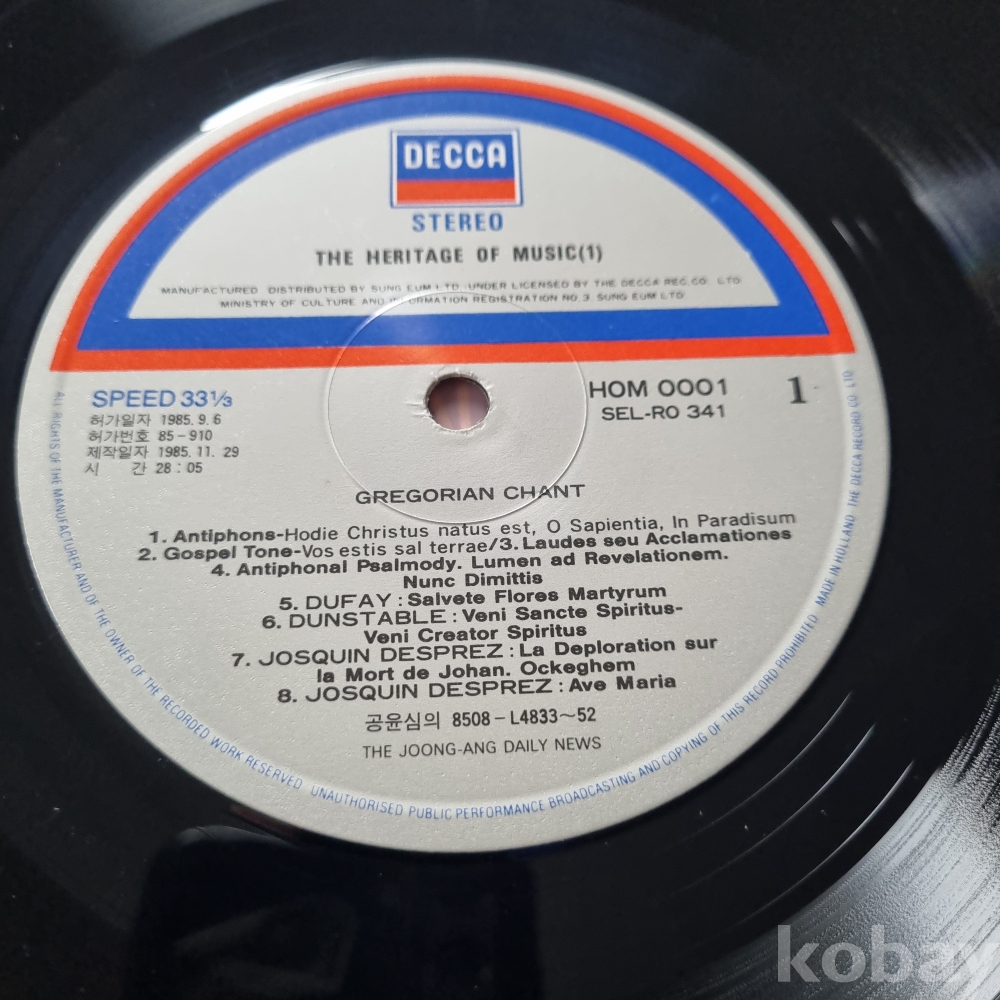 DECCA
STEREO
THE HERITAGE OF MUSIC(1)
MANUFACTURED DISTRIBUTED BY SUNG EUM LTD. UNDER LICENSED BY THE DECCA REC. CO. LTD
MINISTRY OF CULTURE AND INFORMATION REGISTRATION NO.3. SUNG EUM LTD
SPEED 33⅓
허가일자 1985.9.6
허가번호 85-910
제작일자 1985.11.29
시 간 28:05
HOM 0001
SEL-RO 341
1
GREGORIAN CHANT
1. Antiphons-Hodie Christus natus est, O Sapientia, In Paradisum
2. Gospel Tone-Vos estis sal terrae/3. Laudes seu Acclamationes
4. Antiphonal Psalmody. Lumen ad Revelationem.
Nunc Dimittis
5. DUFAY : Salvete Flores Martyrum
6. DUNSTABLE : Veni Sancte Spiritus-
Veni Creator Spiritus
7. JOSQUIN DESPREZ : La Deploration sur
la Mort de Johan. Ockeghem
8. JOSQUIN DESPREZ : Ave Maria
공윤심의 8508-L4833~52
THE JOONG-ANG DAILY NEWS
ALL RIGHTS OF THE MANUFACTURER AND OF THE OWNER OF THE RECORDED WORK RESERVED UNAUTHORISED PUBLIC PERFORMANCE BROADCASTING AND COPYING OF THIS RECORD PROHIBITED MADE IN HOLLAND THE DECCA RECORD CO LTD
kobay